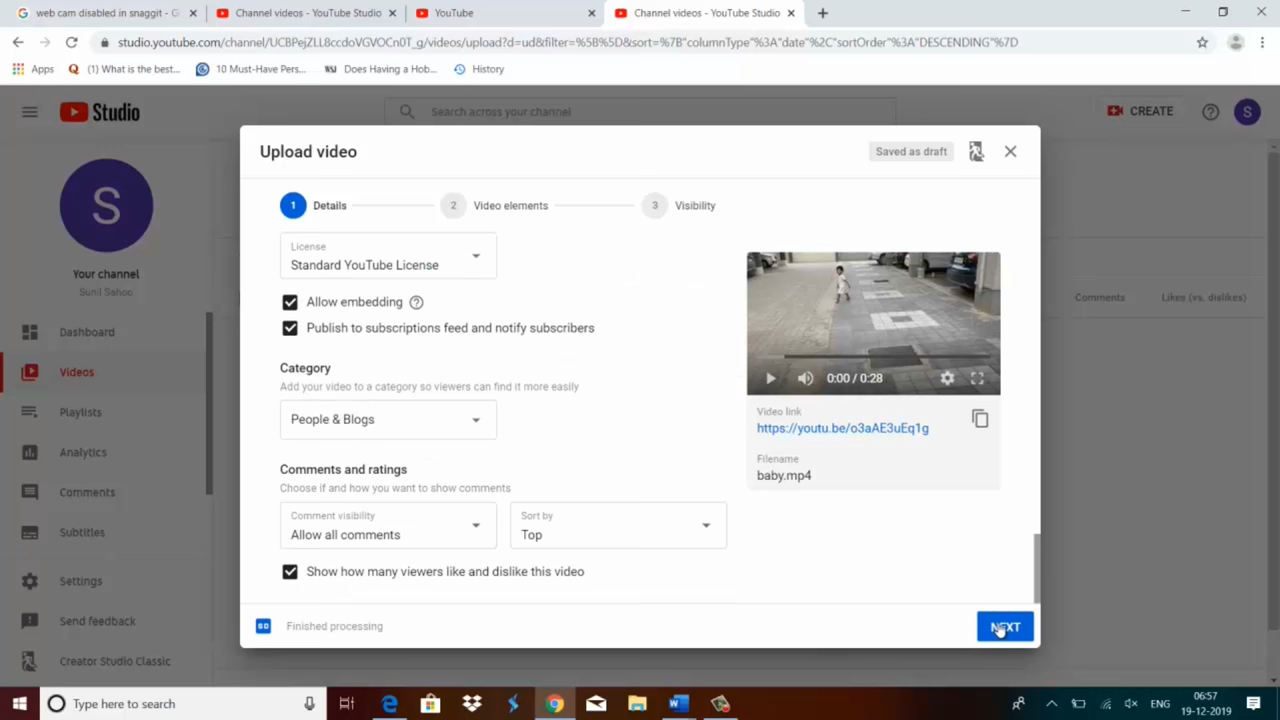 web cam disabled in snaggit - G
Channel videos - YouTube Studio
YouTube
Channel videos - YouTube Studio
studio.youtube.com/channel/UCBPejZLL8ccdoVGVOCn0T_g/videos/upload?d=ud&filter=%5B%5D&sort=%7B"columnType"%3A"date"%2C"sortOrder"%3A"DESCENDING"%7D
Apps
(1) What is the best...
10 Must-Have Pers...
Does Having a Hob...
History
Studio
Search across your channel
CREATE
S
Upload video
Saved as draft
1 Details
2 Video elements
3 Visibility
S
Your channel
Sunil Sahoo
Dashboard
Videos
Playlists
Analytics
Comments
Subtitles
Settings
Send feedback
Creator Studio Classic
License
Standard YouTube License
Allow embedding
Publish to subscriptions feed and notify subscribers
Category
Add your video to a category so viewers can find it more easily
People & Blogs
Comments and ratings
Choose if and how you want to show comments
Comment visibility
Allow all comments
Sort by
Top
Show how many viewers like and dislike this video
0:00 / 0:28
Video link
https://youtu.be/o3aAE3uEq1g
Filename
baby.mp4
Comments
Likes (vs. dislikes)
SD
Finished processing
NEXT
Type here to search
ENG
06:57
19-12-2019